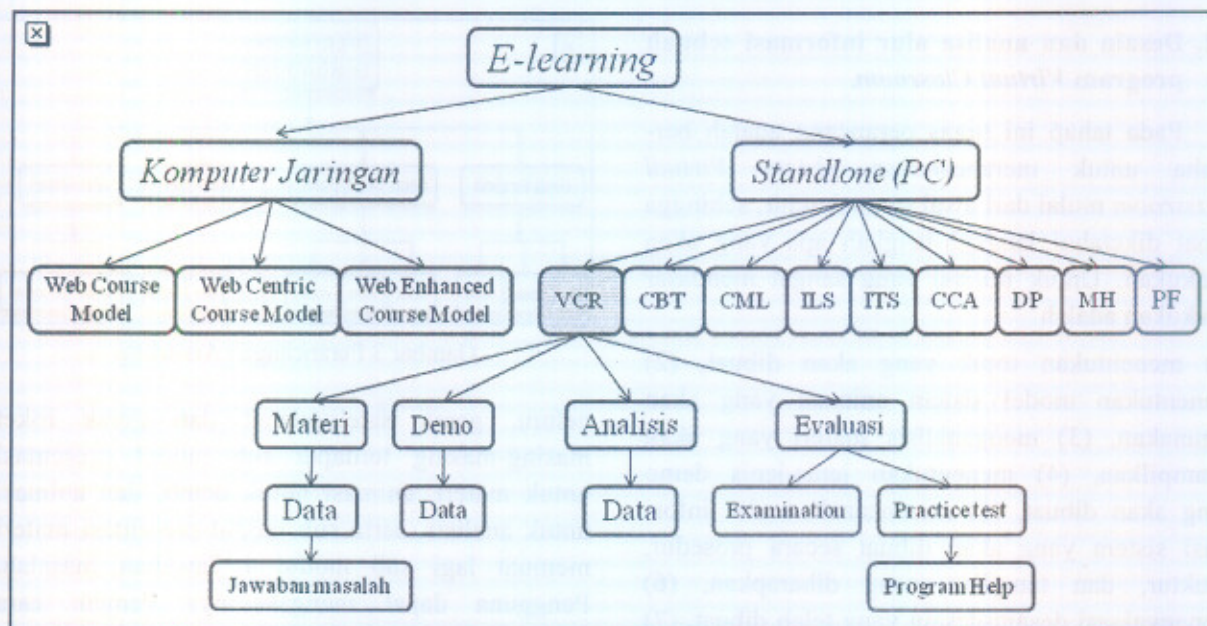 E-learning
Komputer Jaringan
Standlone (PC)
Web Course
Model
Web Centric
Course Model
Web Enhanced
Course Model
VCR
CBT
CML
ILS
ITS
CCA
DP
MH
PF
Materi
Demo
Analisis
Evaluasi
Data
Data
Data
Examination
Practice test
Jawaban masalah
Program Help